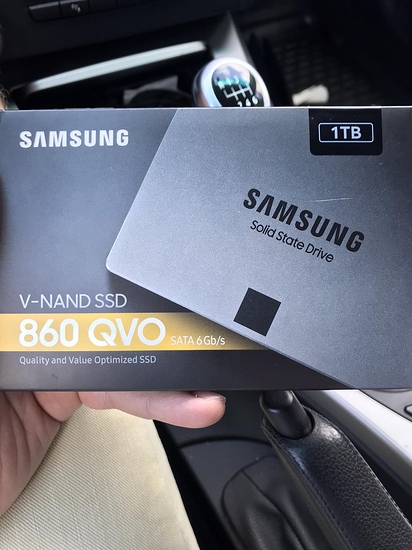 SAMSUNG
1TB
SAMSUNG
Solid State Drive
V-NAND SSD
860 QVO SATA 6Gb/s
Quality and Value Optimized SSD